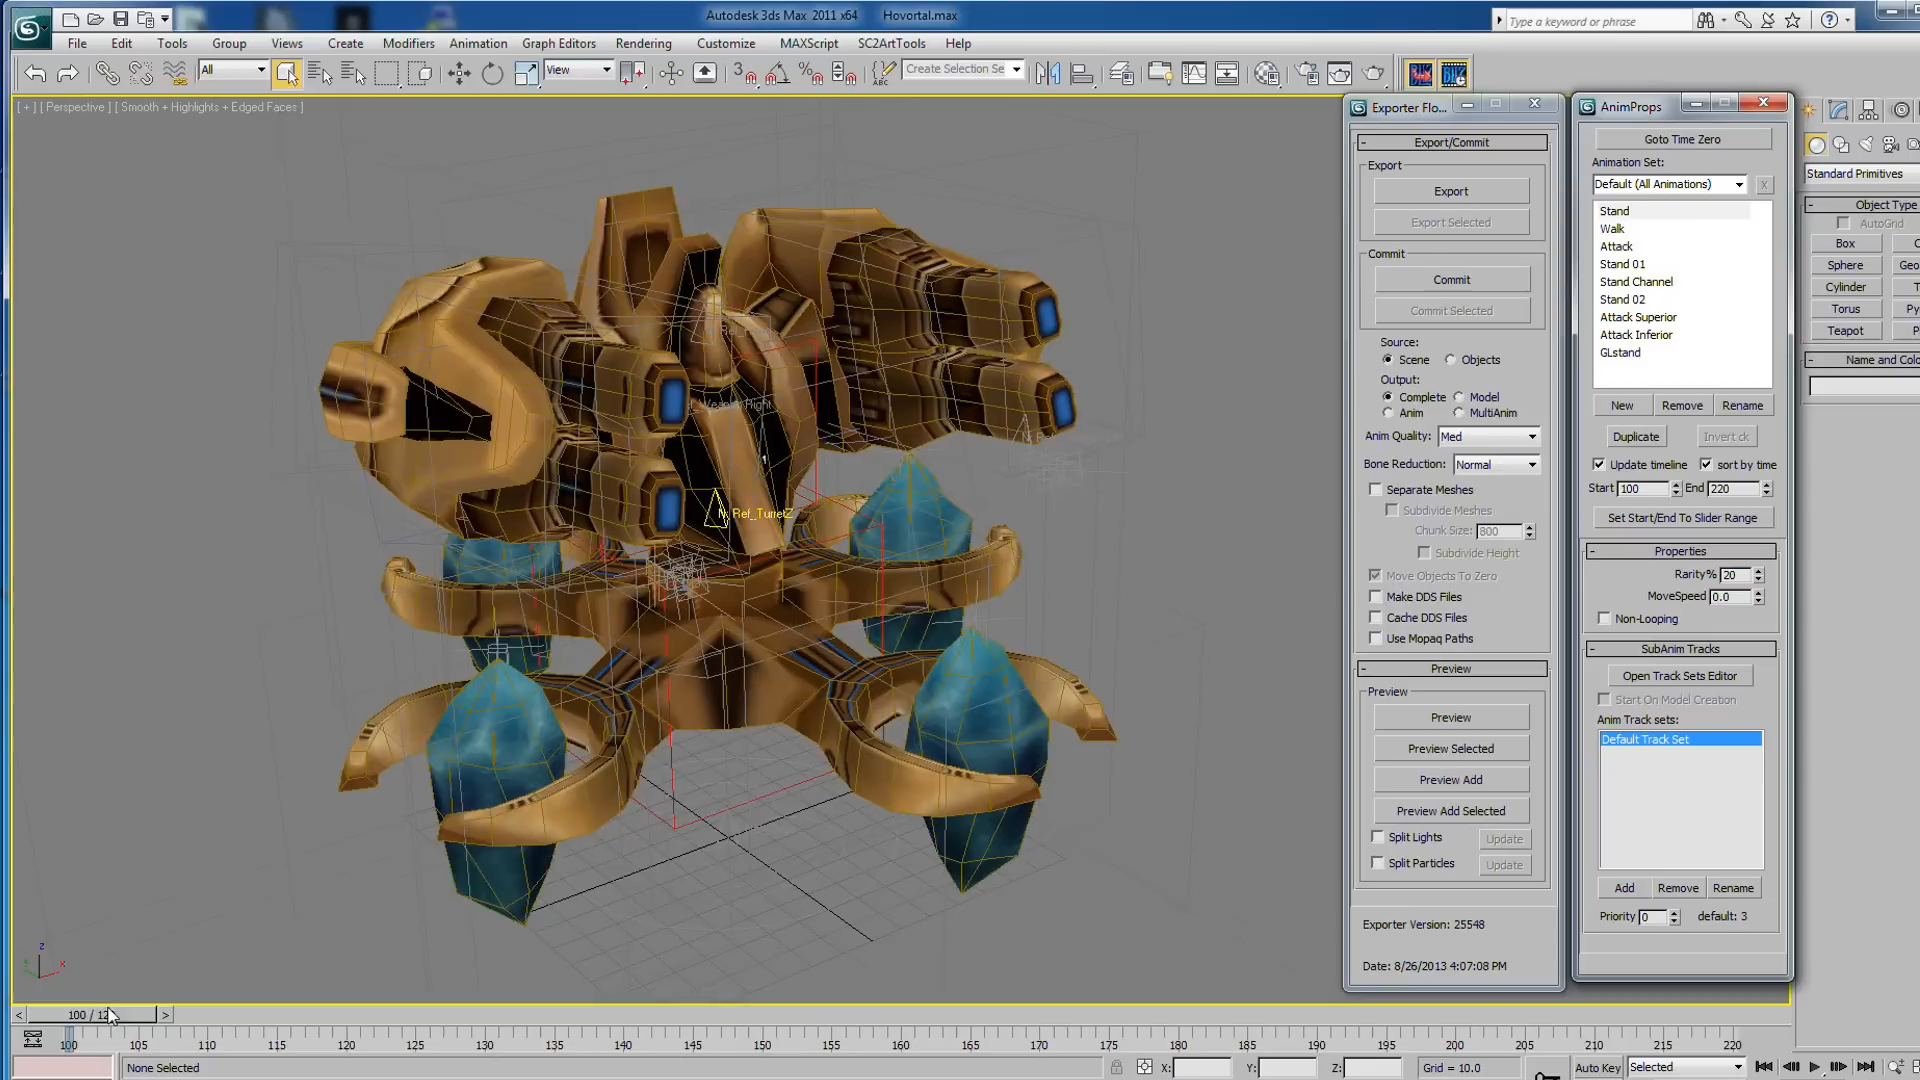 Autodesk 3ds Max 2011 x64 Hovortal.max
Type a keyword or phrase
File Edit Tools Group Views Create Modifiers Animation Graph Editors Rendering Customize MAXScript SC2ArtTools Help
All View Create Selection Se
[ + ] [ Perspective ] [ Smooth + Highlights + Edged Faces ]
Ref_TurretZ
Exporter Flo...
Export/Commit
Export
Export
Export Selected
Commit
Commit
Commit Selected
Source:
Scene Objects
Output:
Complete Model
Anim MultiAnim
Anim Quality: Med
Bone Reduction: Normal
Separate Meshes
Subdivide Meshes
Chunk Size: 800
Subdivide Height
Move Objects To Zero
Make DDS Files
Cache DDS Files
Use Mopaq Paths
Preview
Preview
Preview
Preview Selected
Preview Add
Preview Add Selected
Split Lights Update
Split Particles Update
Exporter Version: 25548
Date: 8/26/2013 4:07:08 PM
AnimProps
Goto Time Zero
Animation Set:
Default (All Animations) X
Stand
Walk
Attack
Stand 01
Stand Channel
Stand 02
Attack Superior
Attack Inferior
GLstand
New Remove Rename
Duplicate Invert ck
Update timeline sort by time
Start 100 End 220
Set Start/End To Slider Range
Properties
Rarity% 20
MoveSpeed 0.0
Non-Looping
SubAnim Tracks
Open Track Sets Editor
Start On Model Creation
Anim Track sets:
Default Track Set
Add Remove Rename
Priority 0 default: 3
Standard Primitives
Object Type
AutoGrid
Box
Sphere
Cylinder
Torus
Teapot
Name and Colo
z
x
< 100 / 12 >
100 105 110 115 120 125 130 135 140 145 150 155 160 165 170 175 180 185 190 195 200 205 210 215 220
None Selected X: Y: Z: Grid = 10.0 Auto Key Selected